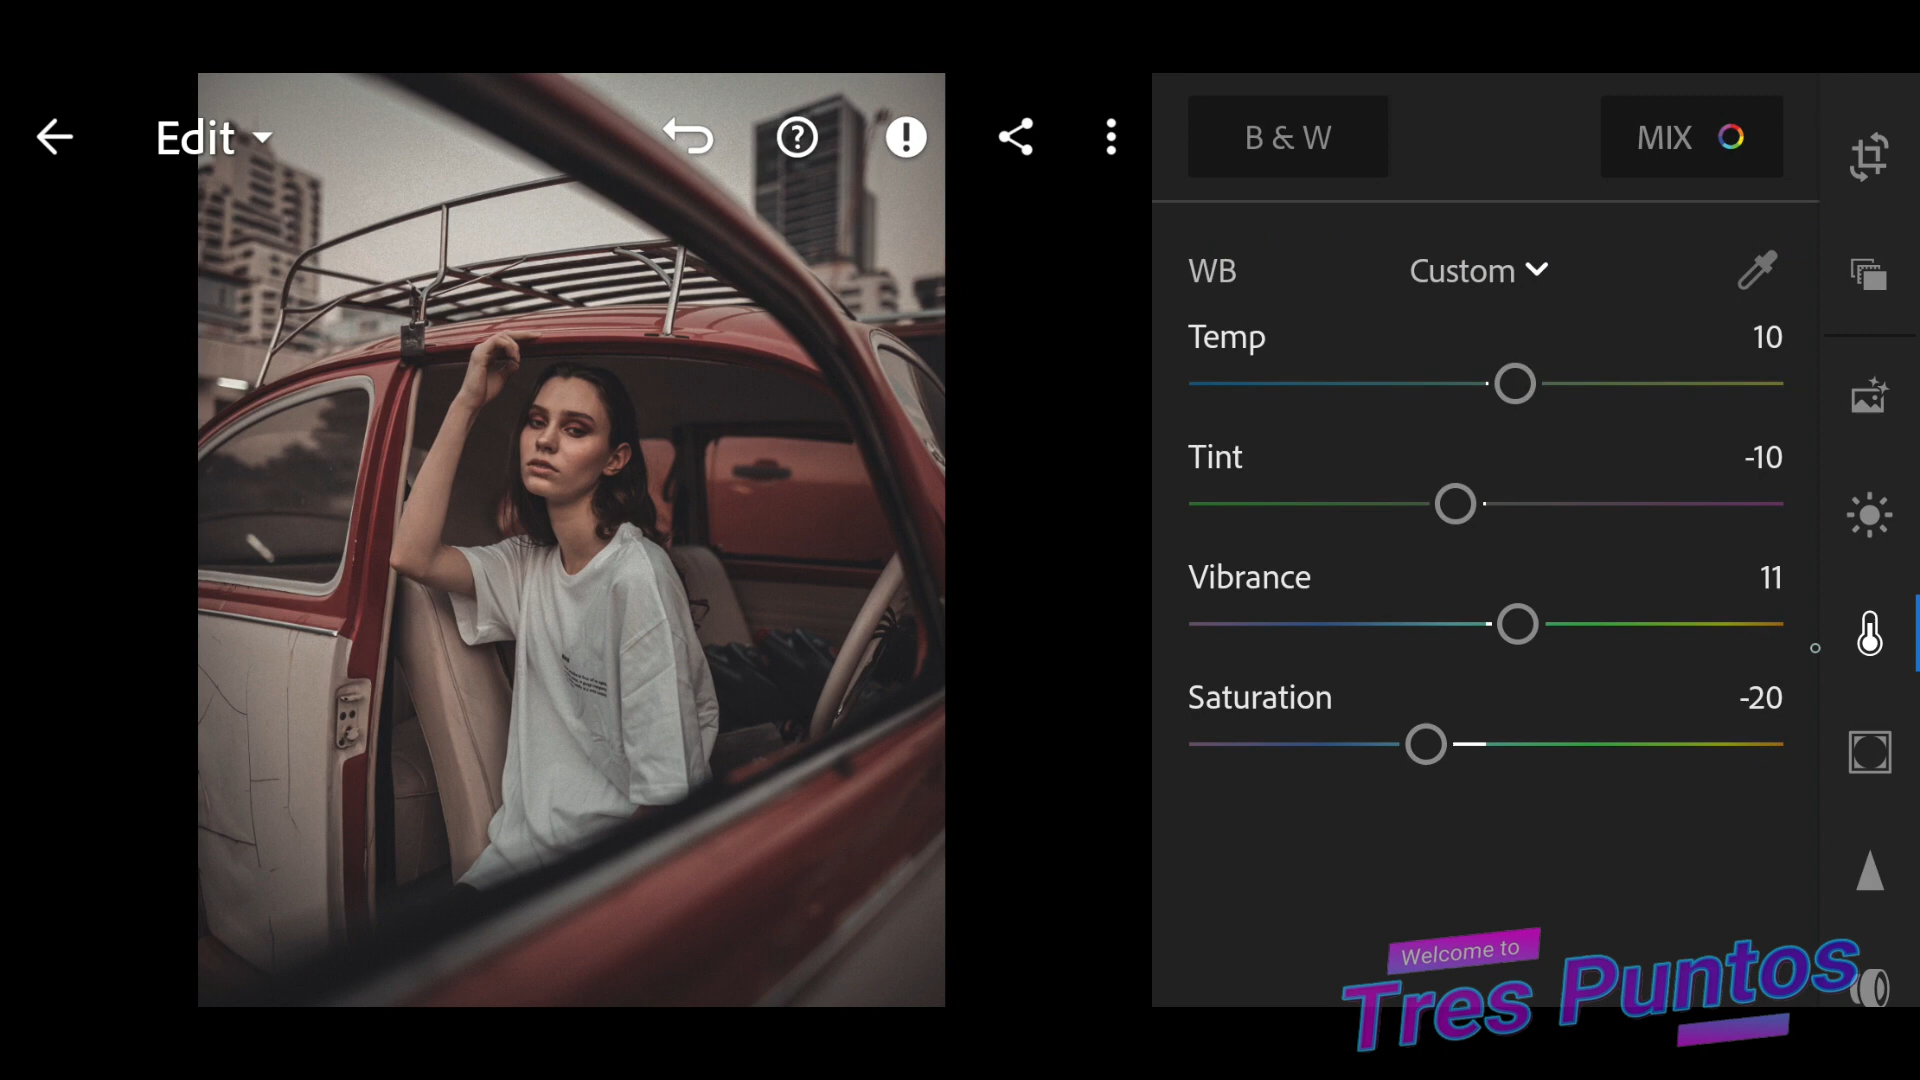 Edit
B & W
MIX
WB
Custom
Temp
10
Tint
-10
Vibrance
11
Saturation
-20
Welcome to
Tres Puntos